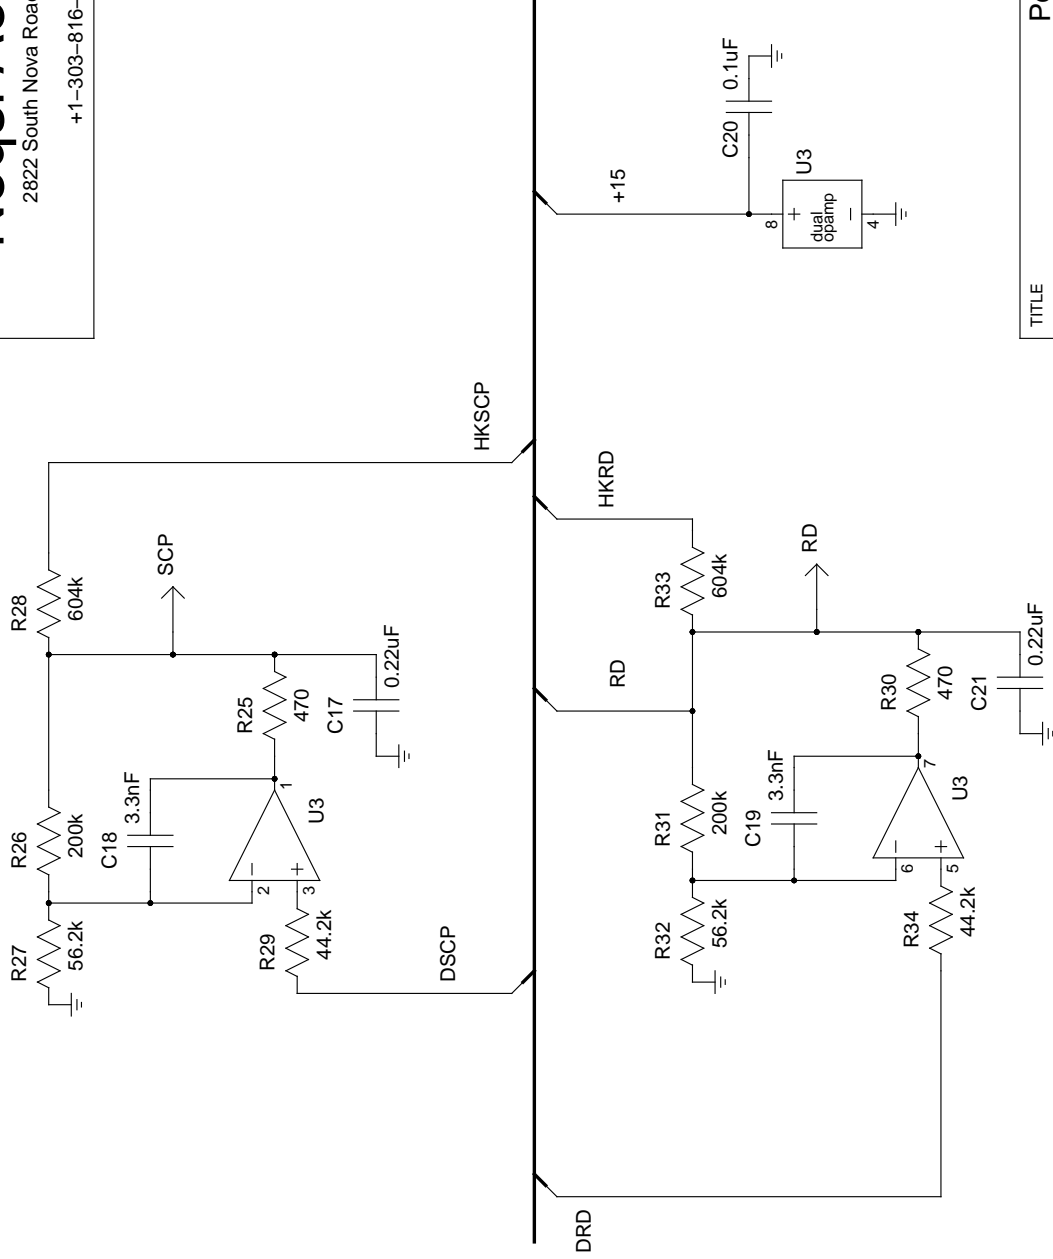 2822 South Nova Road
+1–303–816–
R28
604k
HKSCP
SCP
R26
200k
R27
56.2k
C18
3.3nF
R25
470
C17
0.22uF
2
3
1
U3
R29
44.2k
DSCP
+15
C20
0.1uF
U3
8
+
dual
opamp
–
4
HKRD
R33
604k
RD
RD
R31
200k
R32
56.2k
C19
3.3nF
R30
470
C21
0.22uF
6
5
7
U3
R34
44.2k
DRD
TITLE